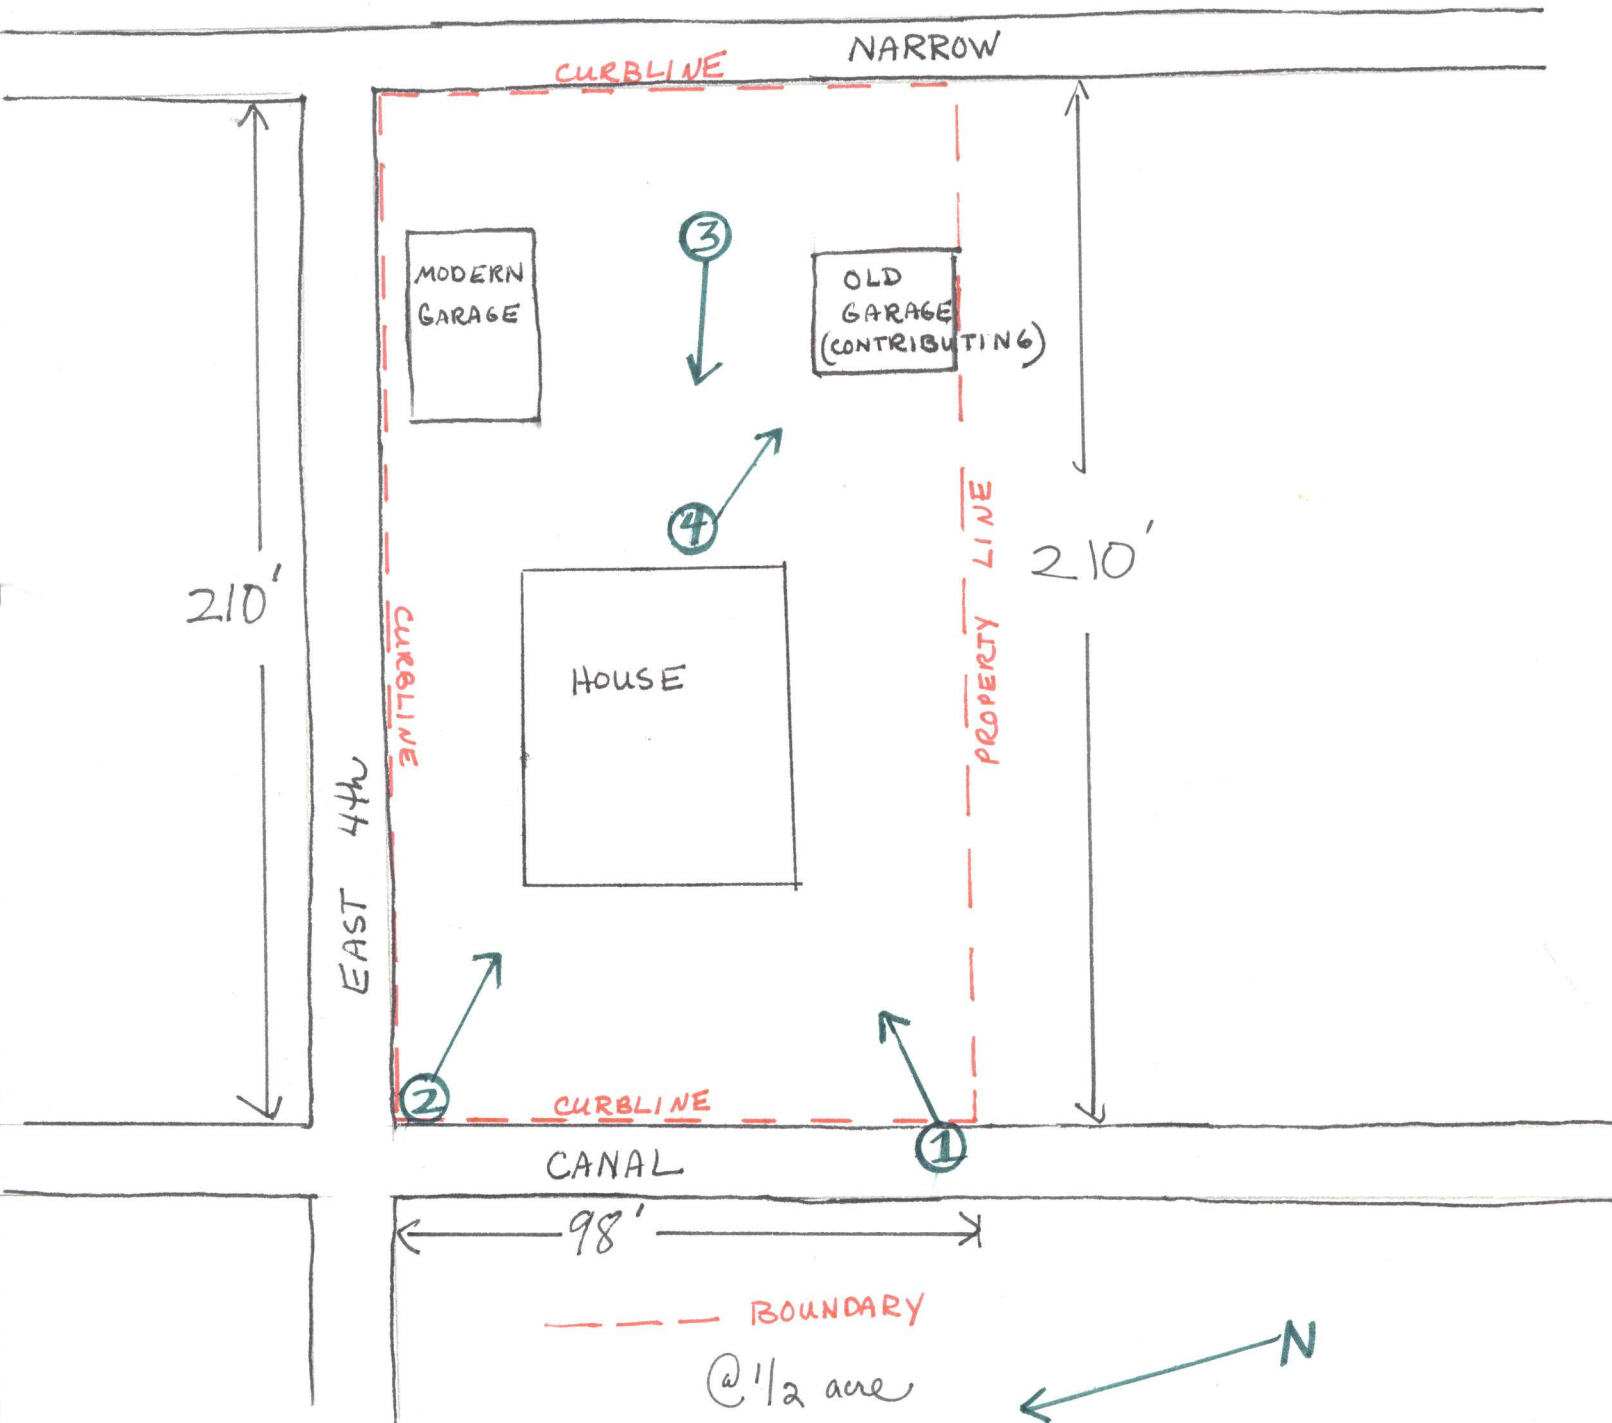 NARROW
CURBLINE
3
MODERN
GARAGE
OLD
GARAGE
(CONTRIBUTING)
4
PROPERTY LINE
210'
210'
CURBLINE
HOUSE
EAST 4th
2
CURBLINE
1
CANAL
98'
BOUNDARY
N
@ 1/2 acre